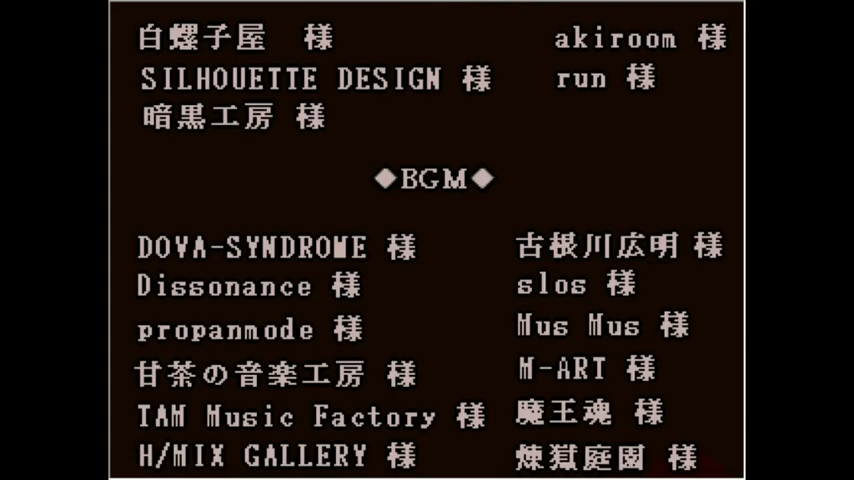 白螺子屋 様 akiroom 様
SILHOUETTE DESIGN 様 run 様
暗黒工房 様
◆BGM◆
DOVA-SYNDROME 様 古根川広明 様
Dissonance 様 slos 様
propanmode 様 Mus Mus 様
甘茶の音楽工房 様 M-ART 様
TAM Music Factory 様 魔王魂 様
H/MIX GALLERY 様 煉獄庭園 様